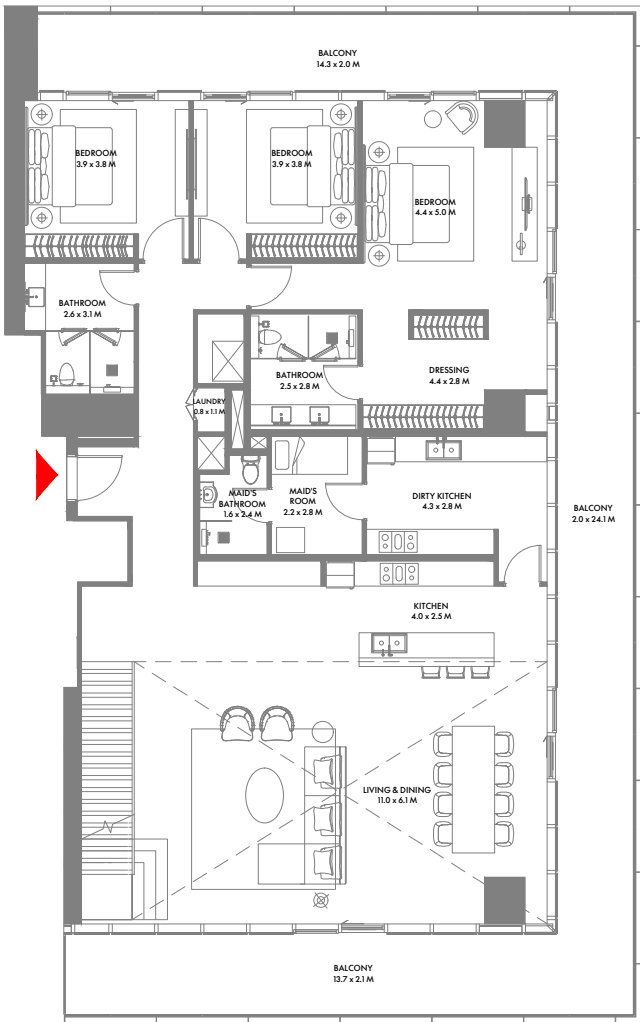 BALCONY
14.3 x 2.0 M
BEDROOM
3.9 x 3.8 M
BEDROOM
3.9 x 3.8 M
BEDROOM
4.4 x 5.0 M
BATHROOM
2.6 x 3.1 M
BATHROOM
2.5 x 2.8 M
DRESSING
4.4 x 2.8 M
LAUNDRY
0.8 x 1.1 M
MAID'S
BATHROOM
1.6 x 2.4 M
MAID'S
ROOM
2.2 x 2.8 M
DIRTY KITCHEN
4.3 x 2.8 M
BALCONY
2.0 x 24.1 M
KITCHEN
4.0 x 2.5 M
LIVING & DINING
11.0 x 6.1 M
BALCONY
13.7 x 2.1 M